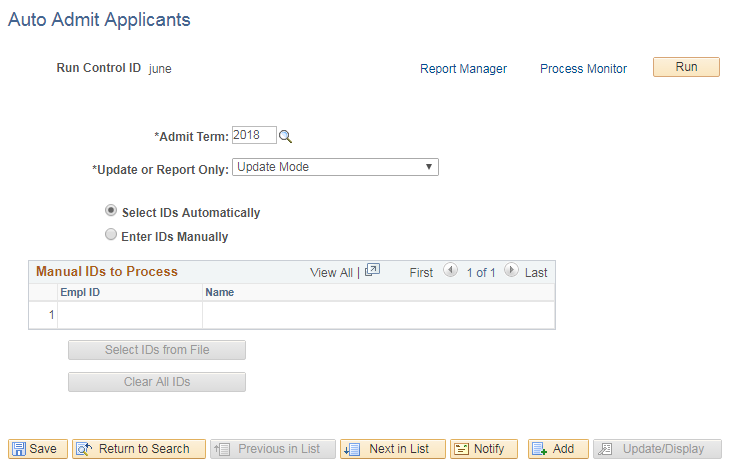 Auto Admit Applicants
Run Control ID june Report Manager Process Monitor Run
*Admit Term: 2018
*Update or Report Only: Update Mode
Select IDs Automatically
Enter IDs Manually
Manual IDs to Process View All | First 1 of 1 Last
Empl ID Name
1
Select IDs from File
Clear All IDs
Save Return to Search Previous in List Next in List Notify Add Update/Display